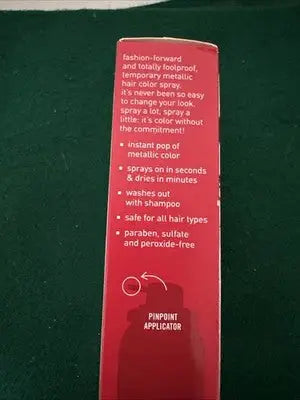 fashion-forward
and totally foolproof,
temporary metallic
hair color spray.
it's never been so easy
to change your look.
spray a lot, spray a
little: it's color without
the commitment!
▪ instant pop of
metallic color
▪ sprays on in seconds
& dries in minutes
▪ washes out
with shampoo
▪ safe for all hair types
▪ paraben, sulfate
and peroxide-free
PINPOINT
APPLICATOR